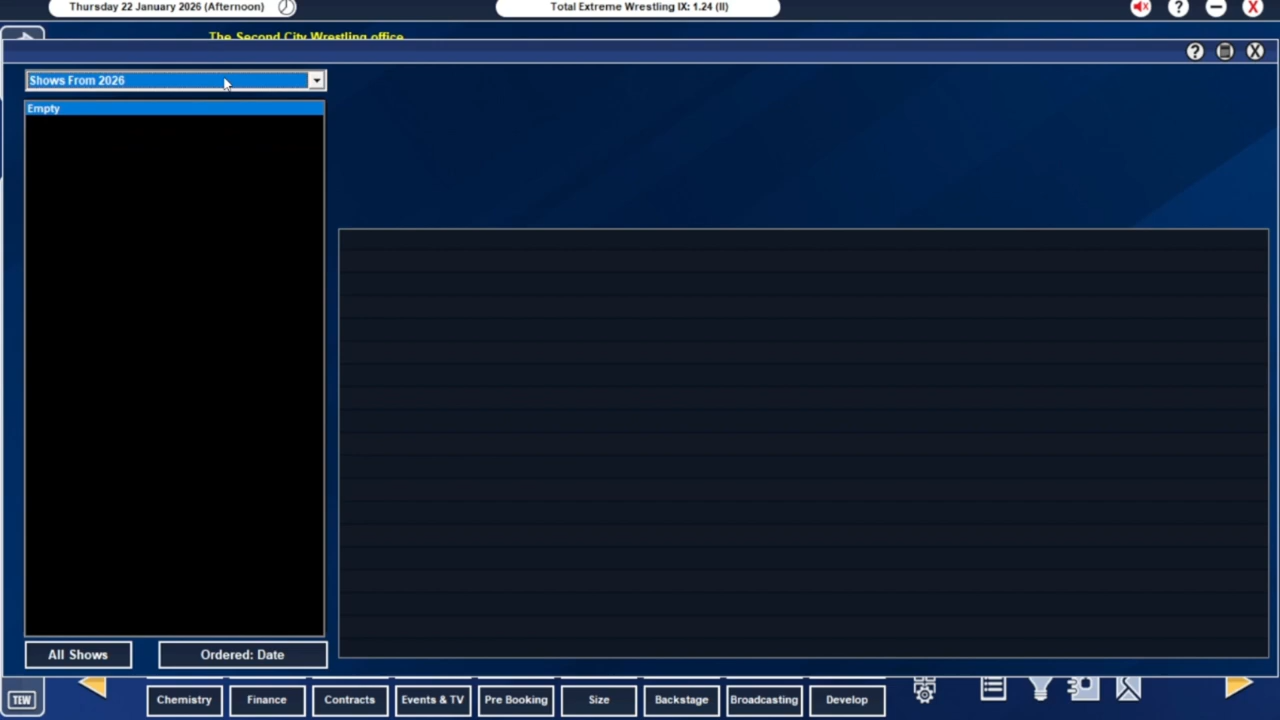 Thursday 22 January 2026 (Afternoon)
Total Extreme Wrestling IX: 1.24 (II)
The Second City Wrestling office
Shows From 2026
Empty
All Shows
Ordered: Date
TEW
Chemistry
Finance
Contracts
Events & TV
Pre Booking
Size
Backstage
Broadcasting
Develop